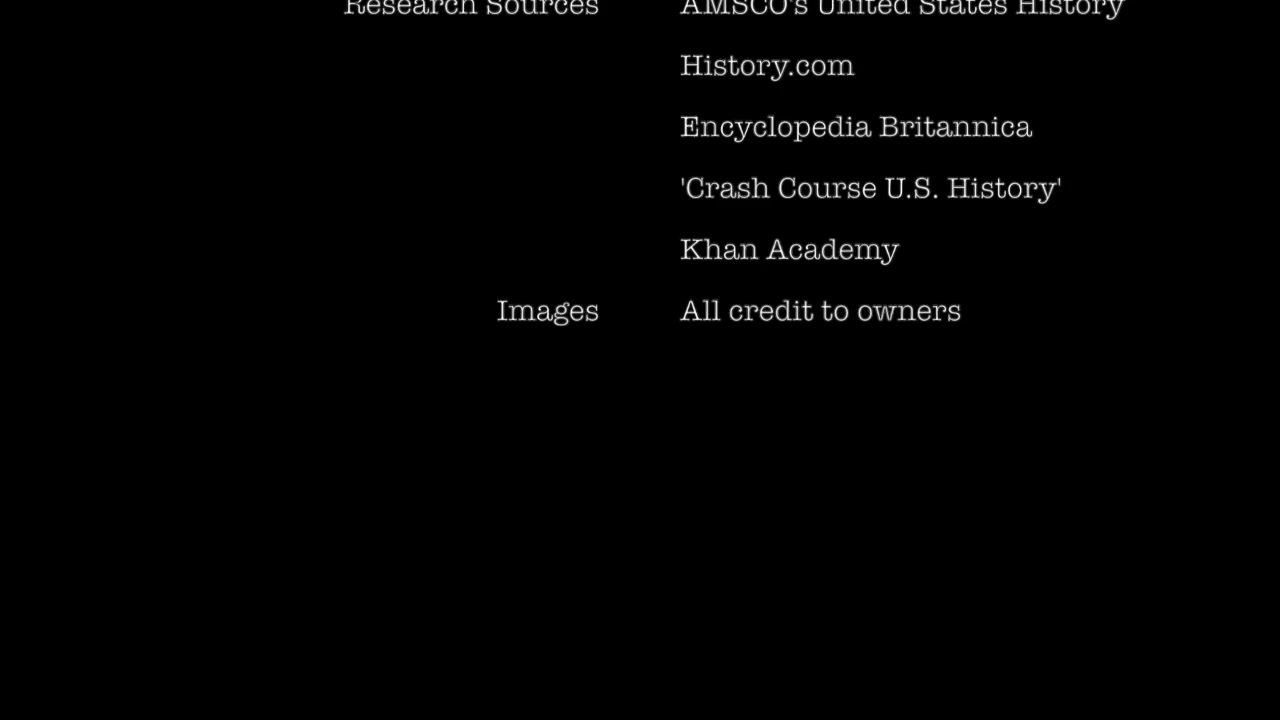 Research Sources AMSCO's United States History
History.com
Encyclopedia Britannica
'Crash Course U.S. History'
Khan Academy
Images All credit to owners